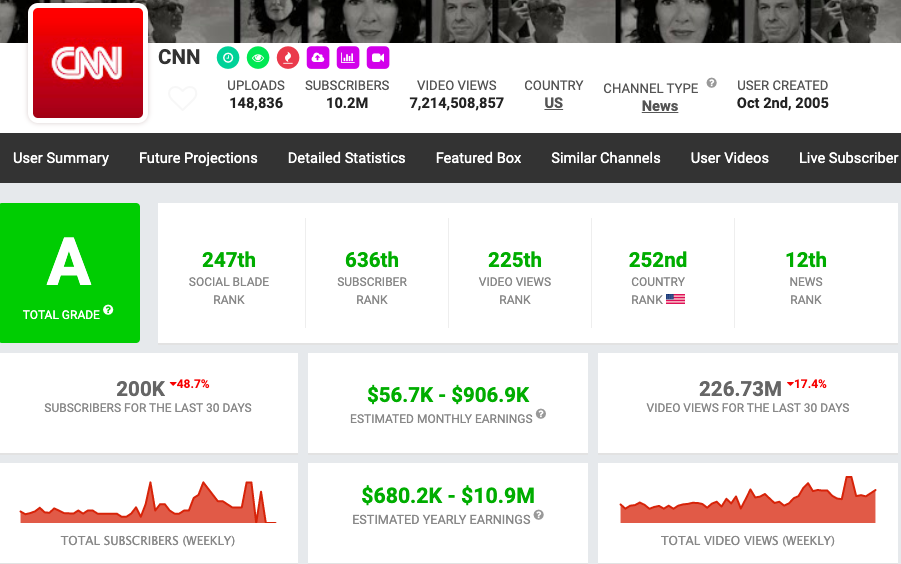 CNN
CNN
UPLOADS
148,836
SUBSCRIBERS
10.2M
VIDEO VIEWS
7,214,508,857
COUNTRY
US
CHANNEL TYPE ?
News
USER CREATED
Oct 2nd, 2005
User Summary Future Projections Detailed Statistics Featured Box Similar Channels User Videos Live Subscriber
A
TOTAL GRADE ?
247th
SOCIAL BLADE
RANK
636th
SUBSCRIBER
RANK
225th
VIDEO VIEWS
RANK
252nd
COUNTRY
RANK
12th
NEWS
RANK
200K -48.7%
SUBSCRIBERS FOR THE LAST 30 DAYS
$56.7K - $906.9K
ESTIMATED MONTHLY EARNINGS ?
226.73M -17.4%
VIDEO VIEWS FOR THE LAST 30 DAYS
TOTAL SUBSCRIBERS (WEEKLY)
$680.2K - $10.9M
ESTIMATED YEARLY EARNINGS ?
TOTAL VIDEO VIEWS (WEEKLY)